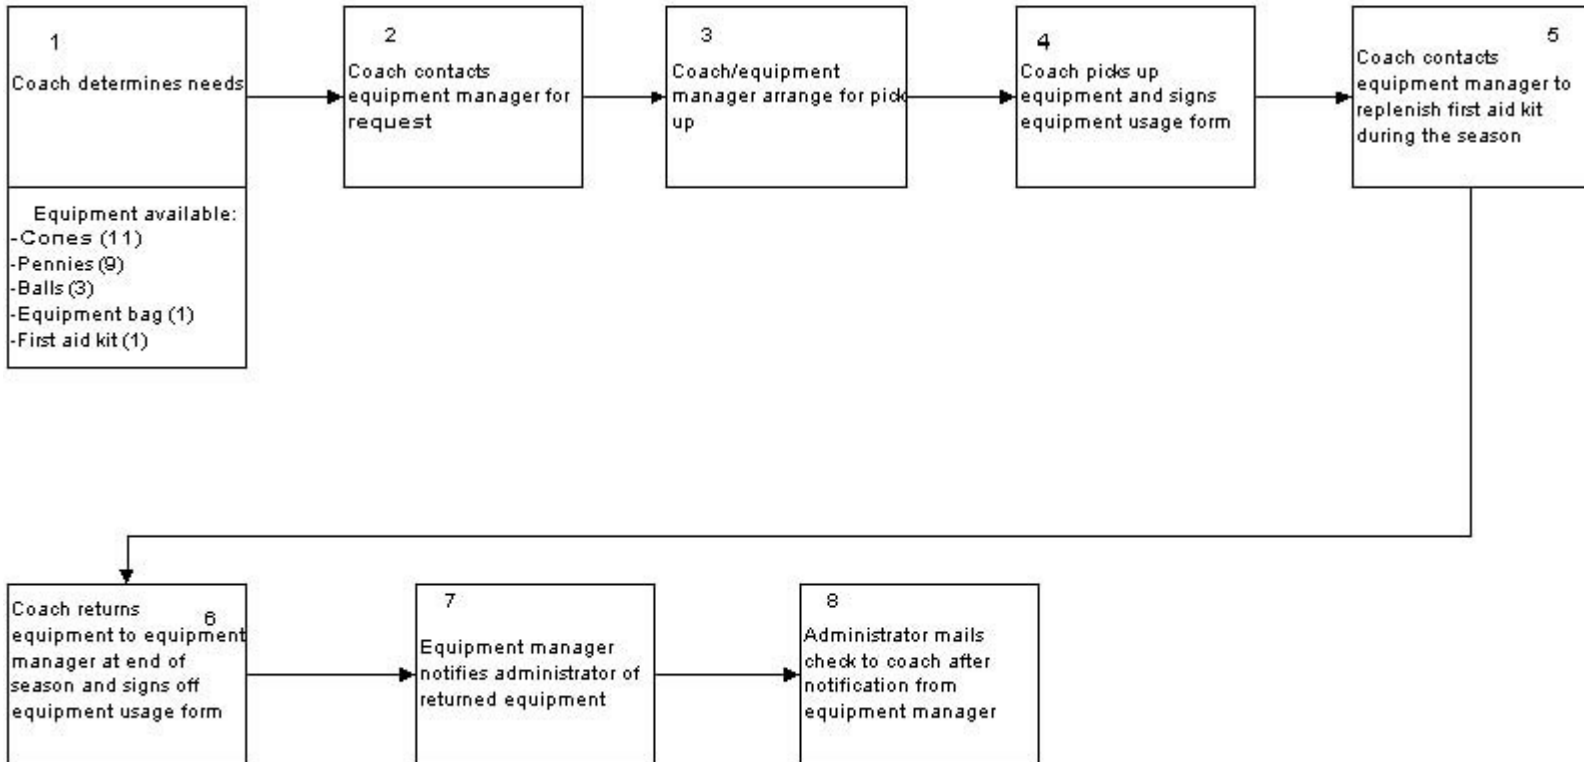 1
Coach determines needs
Equipment available:
-Cones (11)
-Pennies (9)
-Balls (3)
-Equipment bag (1)
-First aid kit (1)
2
Coach contacts
equipment manager for
request
3
Coach/equipment
manager arrange for pick
up
4
Coach picks up
equipment and signs
equipment usage form
5
Coach contacts
equipment manager to
replenish first aid kit
during the season
Coach returns
6
equipment to equipment
manager at end of
season and signs off
equipment usage form
7
Equipment manager
notifies administrator of
returned equipment
8
Administrator mails
check to coach after
notification from
equipment manager